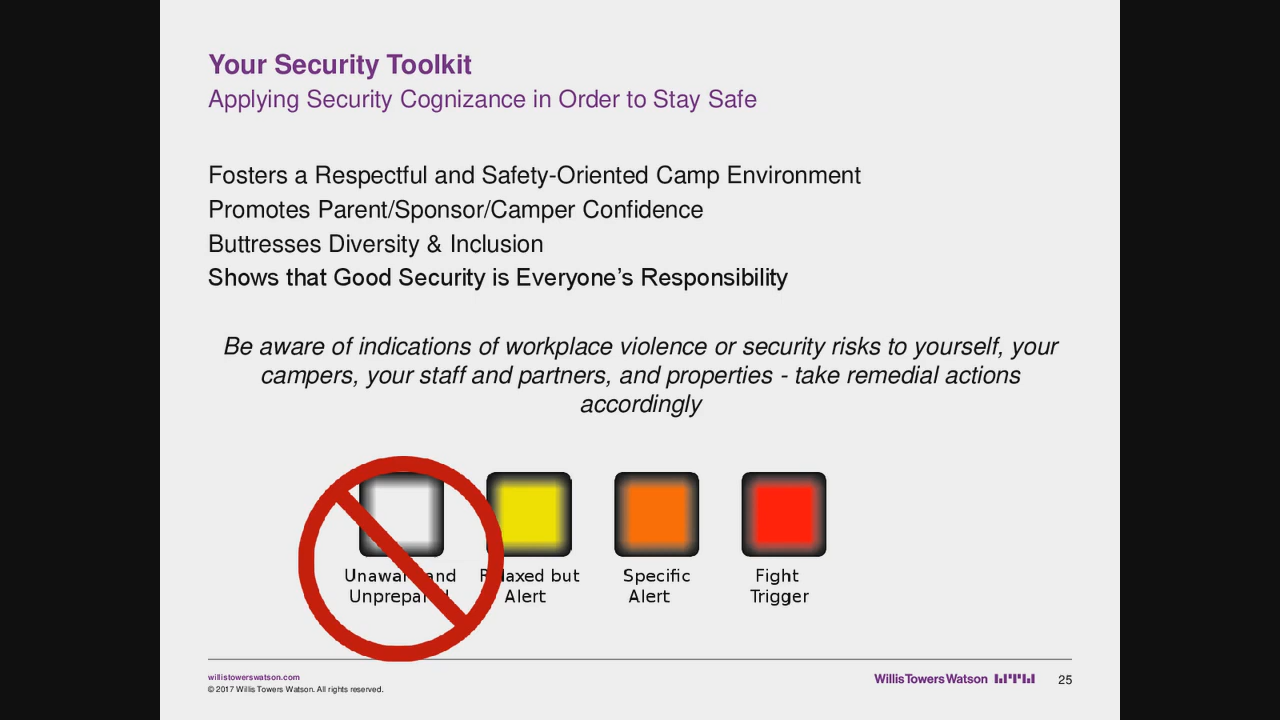 Your Security Toolkit
Applying Security Cognizance in Order to Stay Safe
Fosters a Respectful and Safety-Oriented Camp Environment
Promotes Parent/Sponsor/Camper Confidence
Buttresses Diversity & Inclusion
Shows that Good Security is Everyone’s Responsibility
Be aware of indications of workplace violence or security risks to yourself, your
campers, your staff and partners, and properties - take remedial actions
accordingly
Unaware and
Unprepared
Relaxed but
Alert
Specific
Alert
Fight
Trigger
willistowerswatson.com
© 2017 Willis Towers Watson. All rights reserved.
WillisTowersWatson
25